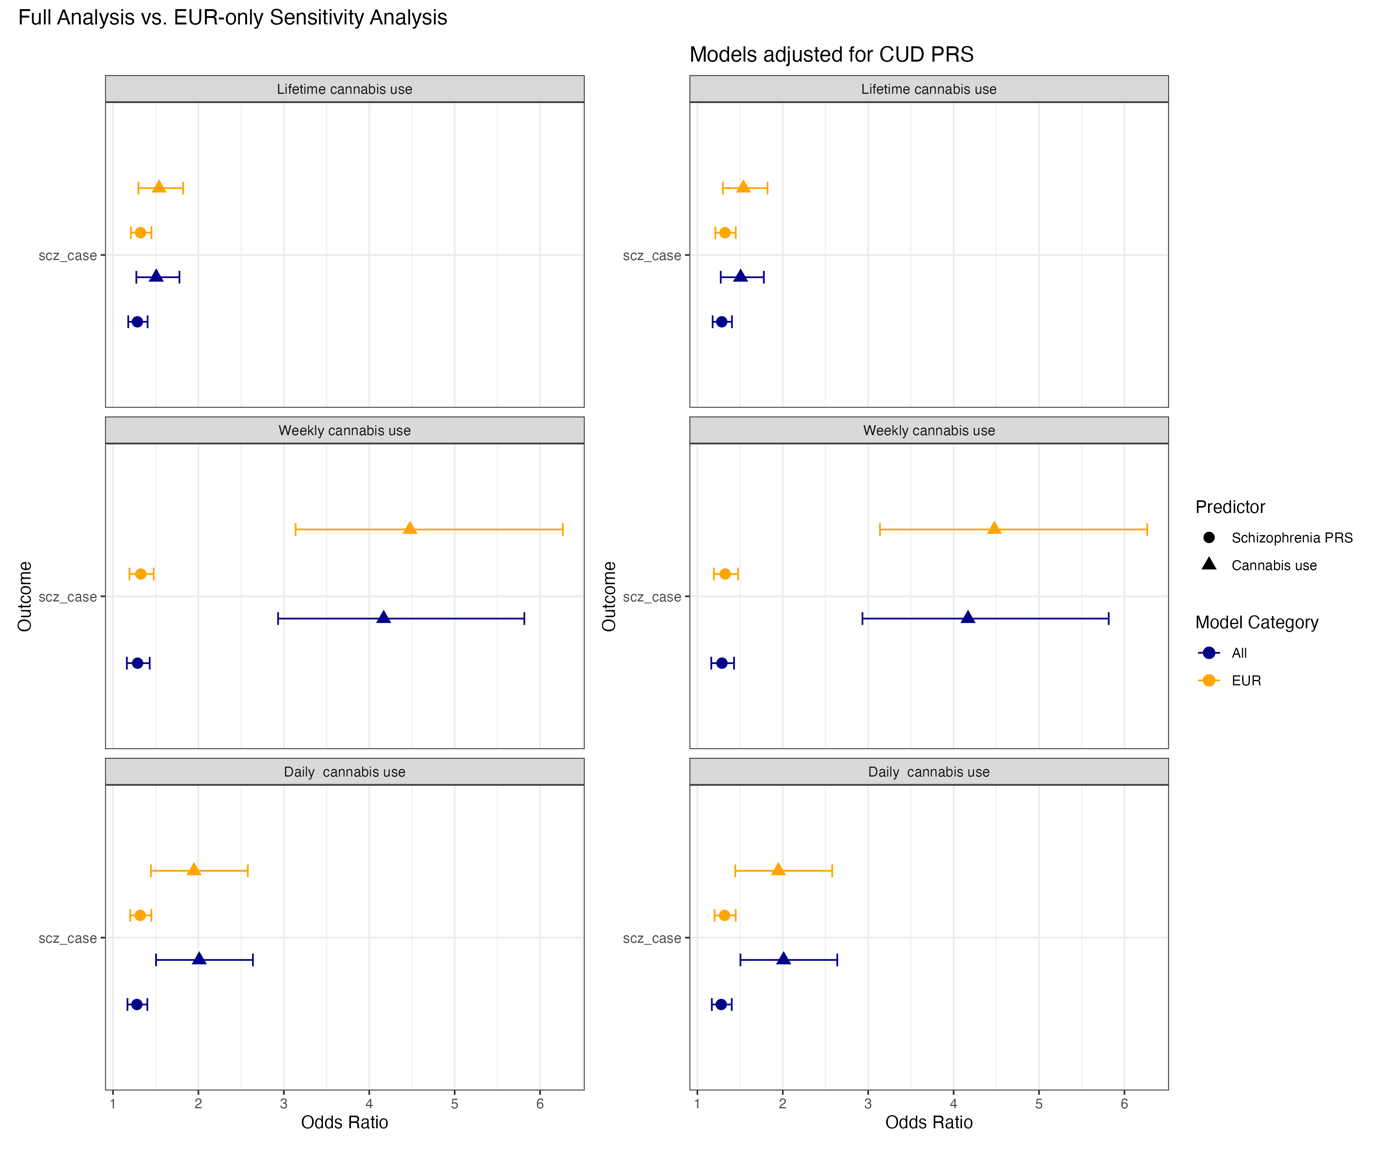 Full Analysis vs. EUR-only Sensitivity Analysis
Models adjusted for CUD PRS
Lifetime cannabis use
Lifetime cannabis use
scz_case
scz_case
Weekly cannabis use
Weekly cannabis use
scz_case
scz_case
Outcome
Outcome
Daily  cannabis use
Daily  cannabis use
scz_case
scz_case
1 2 3 4 5 6
1 2 3 4 5 6
Odds Ratio
Odds Ratio
Predictor
Schizophrenia PRS
Cannabis use
Model Category
All
EUR